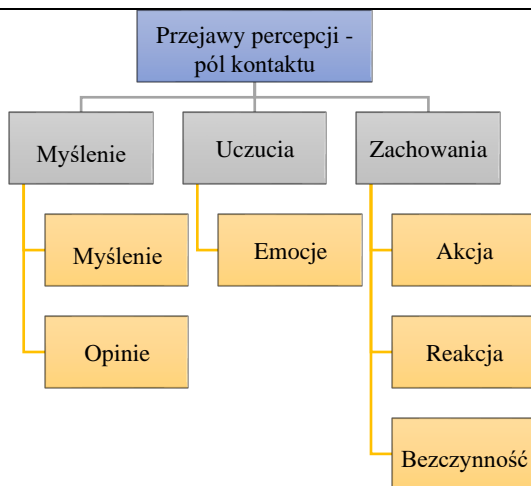 Przejawy percepcji -
pól kontaktu
Myślenie
Uczucia
Zachowania
Myślenie
Emocje
Akcja
Opinie
Reakcja
Bezczynność